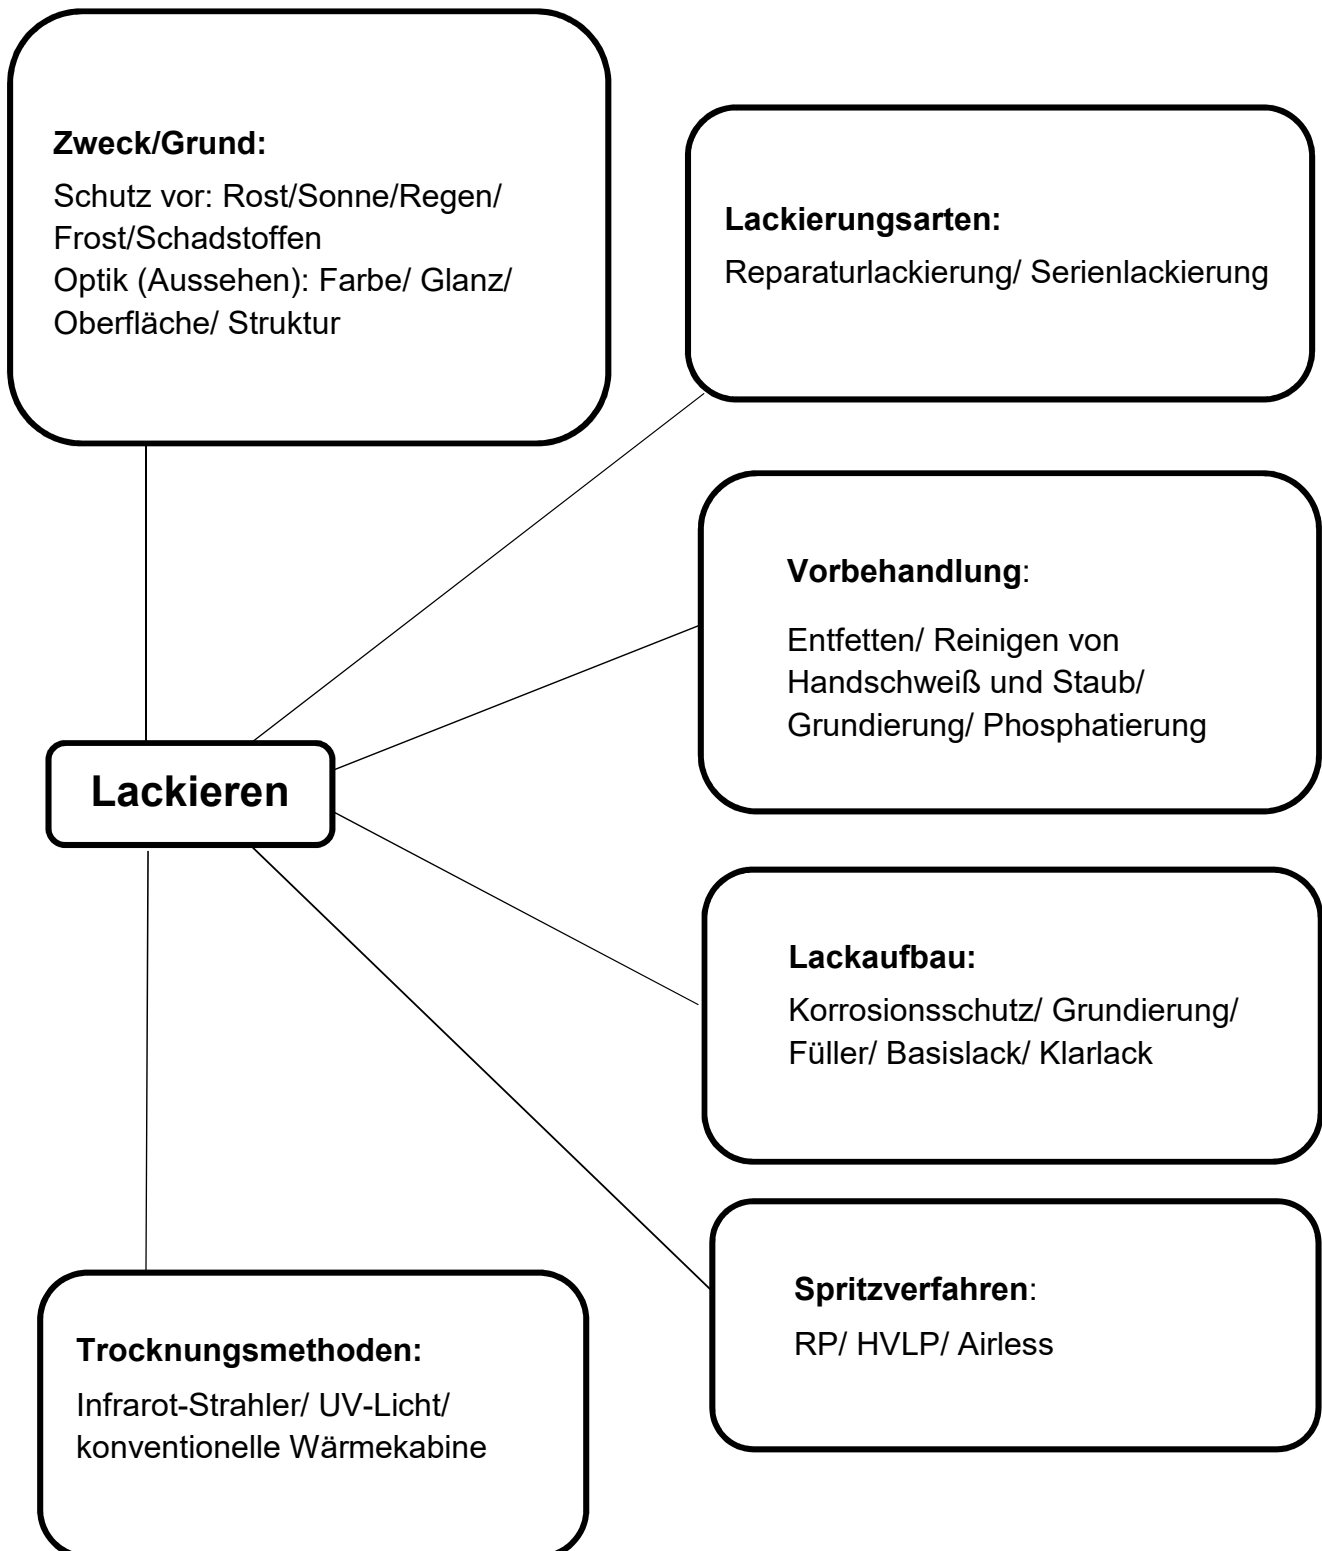 Zweck/Grund:
Schutz vor: Rost/Sonne/Regen/
Frost/Schadstoffen
Optik (Aussehen): Farbe/ Glanz/
Oberfläche/ Struktur
Lackierungsarten:
Reparaturlackierung/ Serienlackierung
Vorbehandlung:
Entfetten/ Reinigen von
Handschweiß und Staub/
Grundierung/ Phosphatierung
Lackieren
Lackaufbau:
Korrosionsschutz/ Grundierung/
Füller/ Basislack/ Klarlack
Spritzverfahren:
RP/ HVLP/ Airless
Trocknungsmethoden:
Infrarot-Strahler/ UV-Licht/
konventionelle Wärmekabine